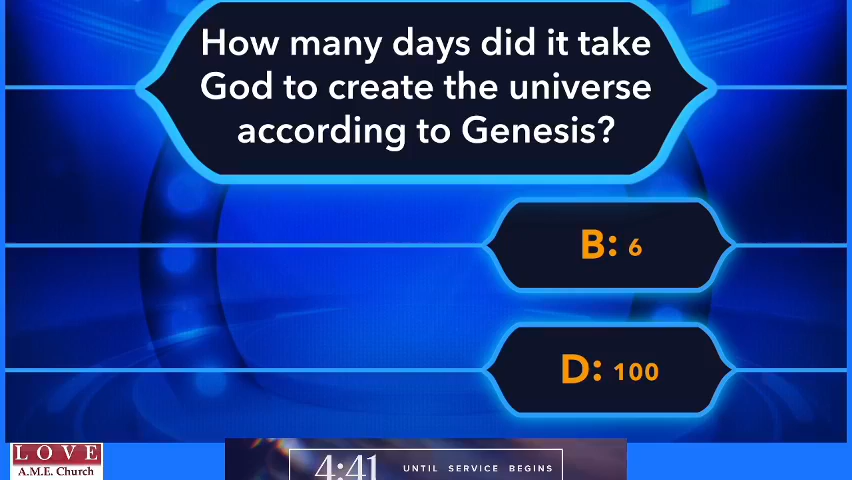 How many days did it take
God to create the universe
according to Genesis?
B: 6
D: 100
LOVE
A.M.E. Church
4:41 UNTIL SERVICE BEGINS